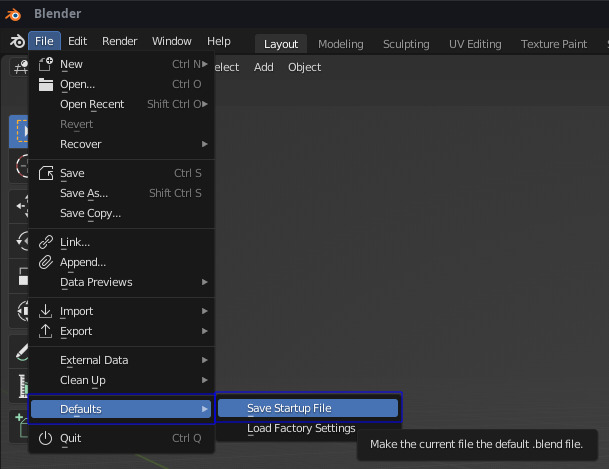 Blender
File Edit Render Window Help Layout Modeling Sculpting UV Editing Texture Paint S
elect Add Object
New Ctrl N
Open... Ctrl O
Open Recent Shift Ctrl O
Revert
Recover
Save Ctrl S
Save As... Shift Ctrl S
Save Copy...
Link...
Append...
Data Previews
Import
Export
External Data
Clean Up
Defaults
Save Startup File
Load Factory Settings
Quit Ctrl Q
Make the current file the default .blend file.